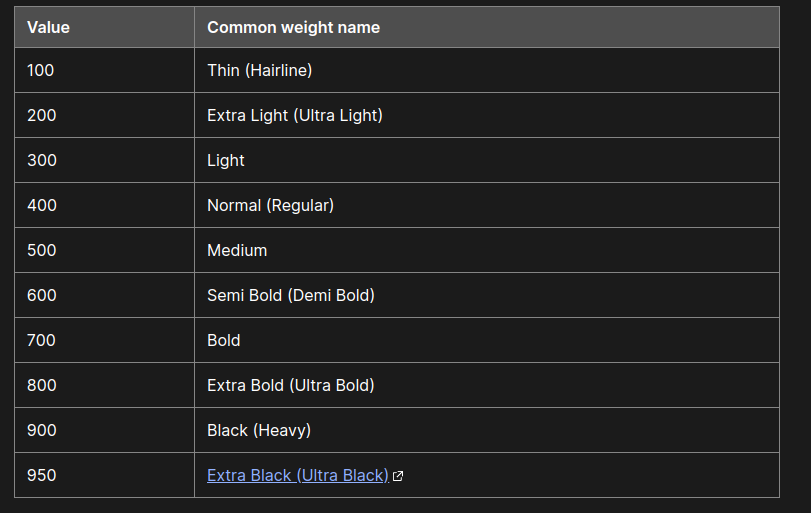 Value Common weight name
100 Thin (Hairline)
200 Extra Light (Ultra Light)
300 Light
400 Normal (Regular)
500 Medium
600 Semi Bold (Demi Bold)
700 Bold
800 Extra Bold (Ultra Bold)
900 Black (Heavy)
950 Extra Black (Ultra Black)